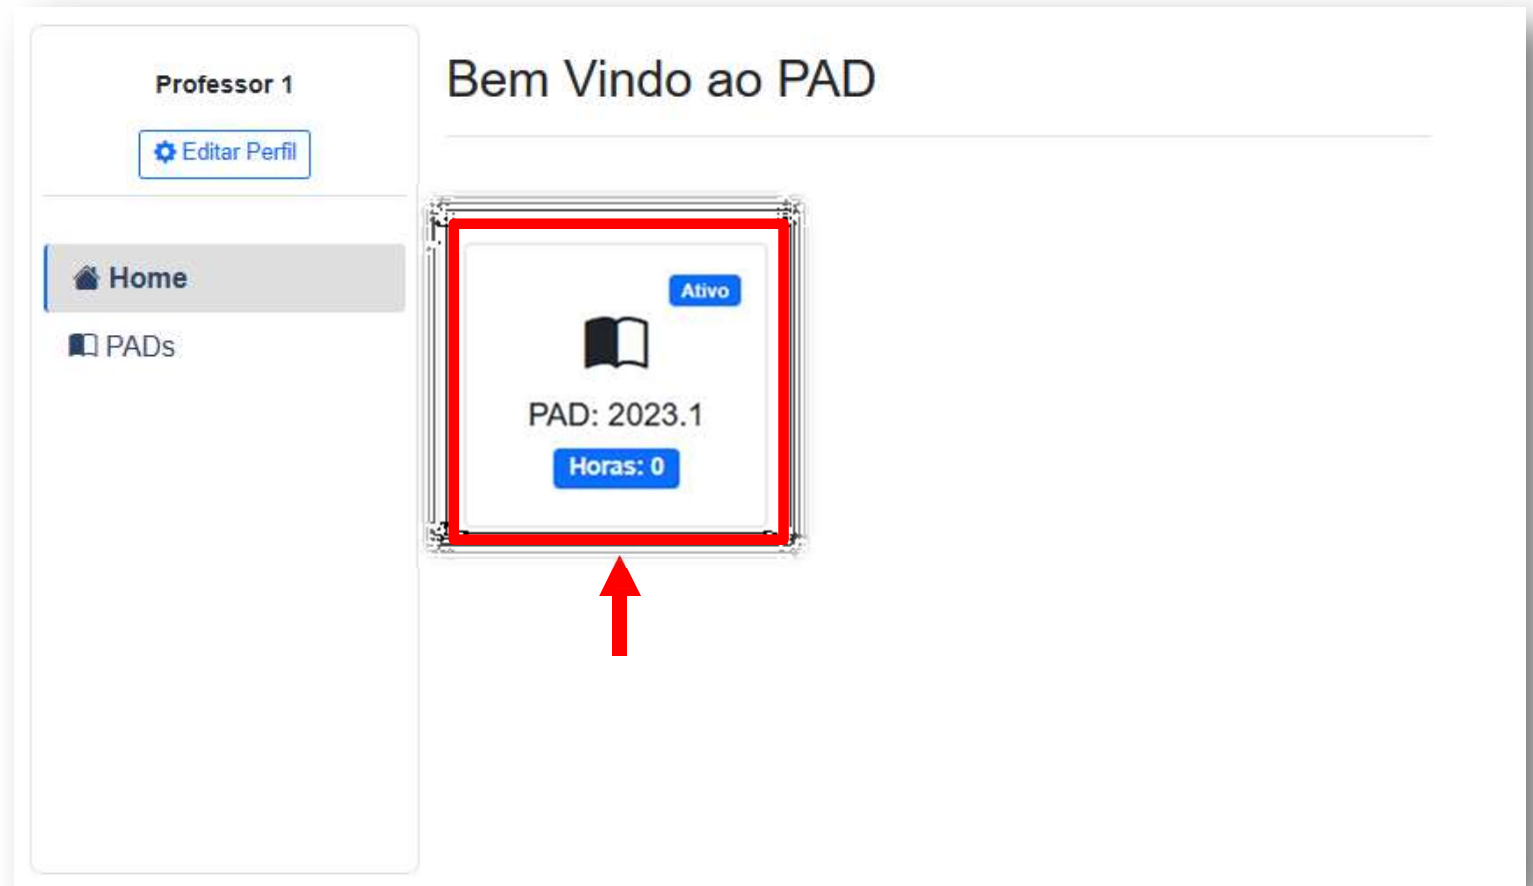 Professor 1
Editar Perfil
Home
PADs
Bem Vindo ao PAD
Ativo
PAD: 2023.1
Horas: 0